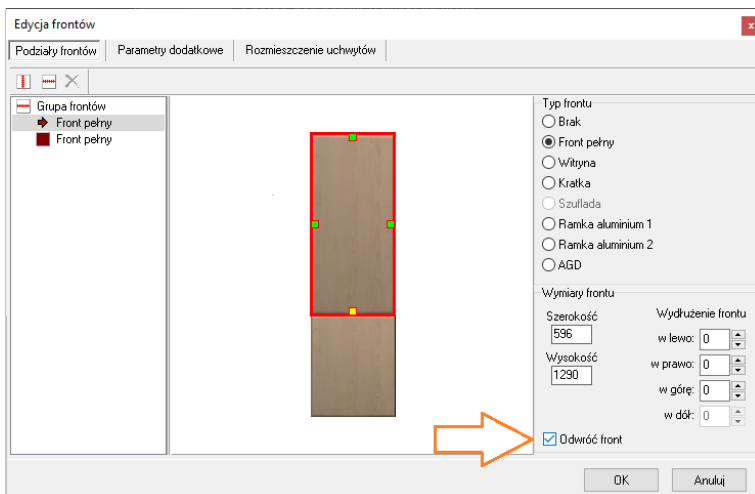 Edycja frontów
x
Podziały frontów
Parametry dodatkowe
Rozmieszczenie uchwytów
Grupa frontów
Front pełny
Front pełny
Typ frontu
Brak
Front pełny
Witryna
Kratka
Szuflada
Ramka aluminium 1
Ramka aluminium 2
AGD
Wymiary frontu
Szerokość
596
Wysokość
1290
Wydłużenie frontu
w lewo: 0
w prawo: 0
w górę: 0
w dół: 0
Odwróć front
OK
Anuluj